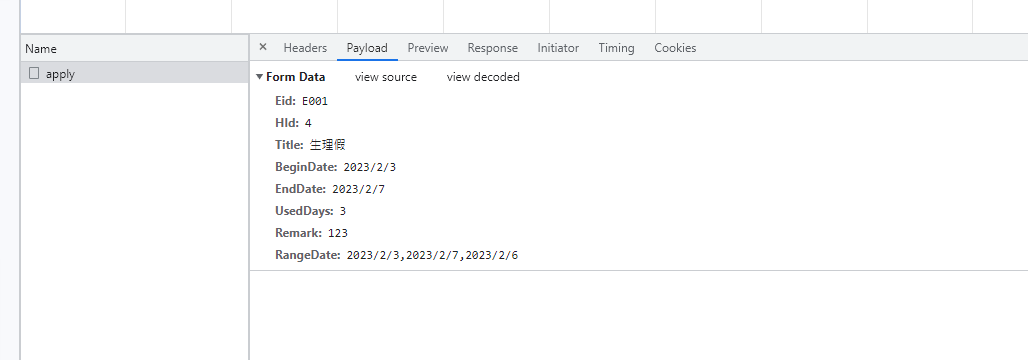 Name
apply
× Headers Payload Preview Response Initiator Timing Cookies
▼ Form Data view source view decoded
Eid: E001
HId: 4
Title: 生理假
BeginDate: 2023/2/3
EndDate: 2023/2/7
UsedDays: 3
Remark: 123
RangeDate: 2023/2/3,2023/2/7,2023/2/6